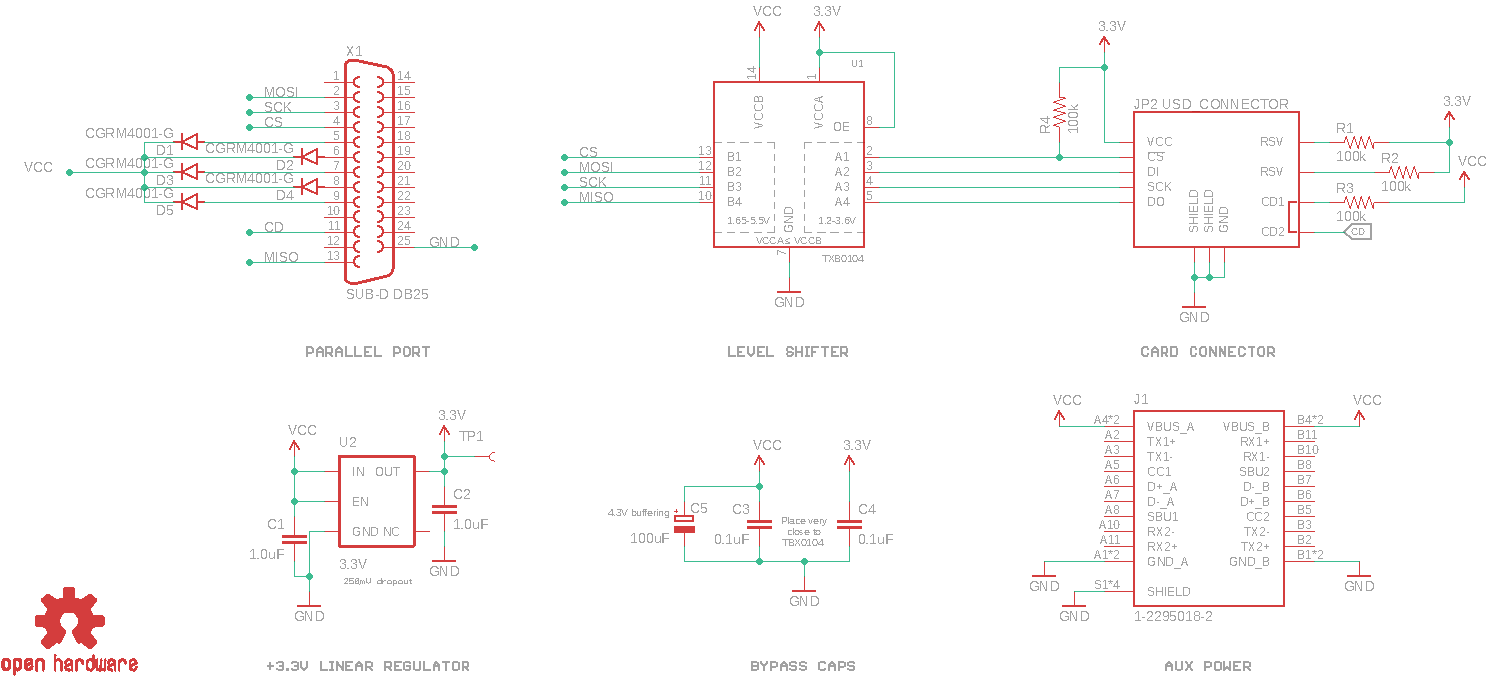 X1
1
2
3
4
5
6
7
8
9
10
11
12
13
14
15
16
17
18
19
20
21
22
23
24
25
MOSI
SCK
CS
CGRM4001-G
D1
CGRM4001-G
D2
VCC
CGRM4001-G
D3
CGRM4001-G
D4
CGRM4001-G
D5
CD
MISO
GND
SUB-D DB25
PARALLEL PORT
VCC
3.3V
U1
14
1
VCCB
VCCA
OE
8
CS
13
B1
A1
2
MOSI
12
B2
A2
3
SCK
11
B3
A3
4
MISO
10
B4
A4
5
1.65-5.5V
GND
1.2-3.6V
VCCA≤ VCCB
7
TXB0104
GND
LEVEL SHIFTER
3.3V
R4
100k
JP2 USD CONNECTOR
VCC
CS
DI
SCK
DO
RSV
RSV
CD1
CD2
SHIELD
SHIELD
GND
R1
100k
R2
100k
R3
100k
3.3V
VCC
CD
GND
CARD CONNECTOR
VCC
U2
3.3V
TP1
IN OUT
EN
GND NC
C1
1.0uF
C2
1.0uF
3.3V
250mV dropout
GND
GND
+3.3V LINEAR REGULATOR
VCC
3.3V
4.3V buffering
+
C5
100uF
C3
0.1uF
Place very
close to
TBX0104
C4
0.1uF
GND
BYPASS CAPS
VCC
J1
VCC
A4*2 VBUS_A VBUS_B B4*2
A2 TX1+ RX1+ B11
A3 TX1- RX1- B10
A5 CC1 SBU2 B8
A6 D+_A D-_B B7
A7 D-_A D+_B B6
A8 SBU1 CC2 B5
A10 RX2- TX2- B3
A11 RX2+ TX2+ B2
A1*2 GND_A GND_B B1*2
GND
GND
S1*4 SHIELD
GND
1-2295018-2
AUX POWER
open hardware